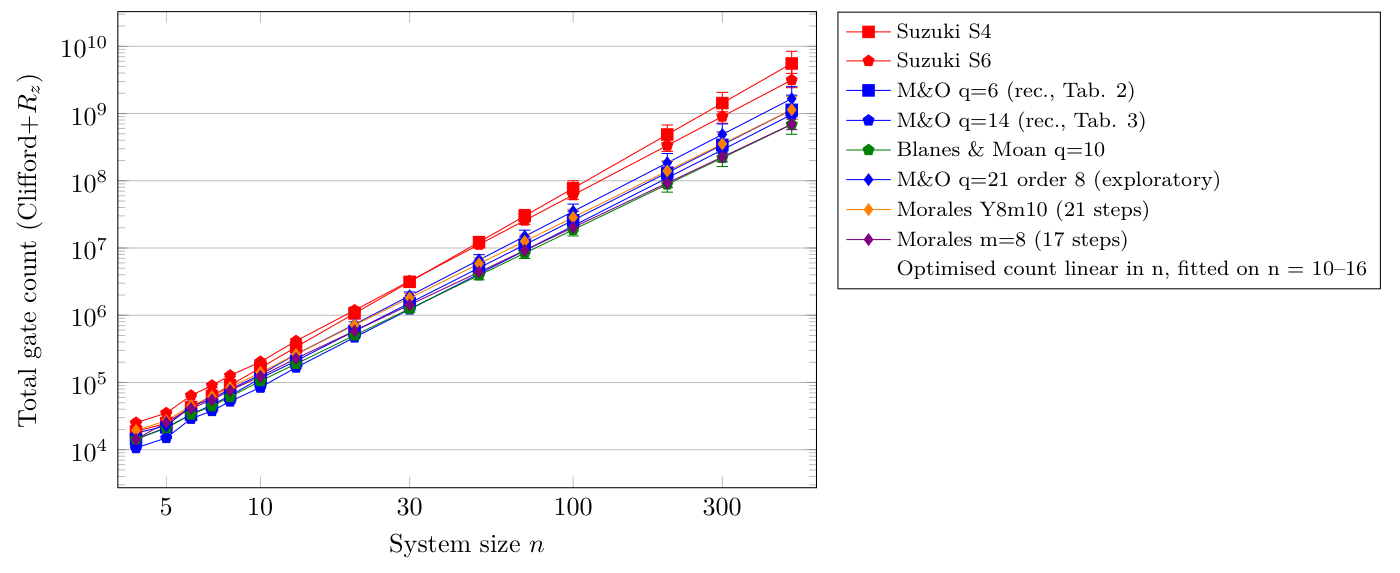 10^10
10^9
10^8
10^7
10^6
10^5
10^4
Total gate count (Clifford+R_z)
5 10 30 100 300
System size n
Suzuki S4
Suzuki S6
M&O q=6 (rec., Tab. 2)
M&O q=14 (rec., Tab. 3)
Blanes & Moan q=10
M&O q=21 order 8 (exploratory)
Morales Y8m10 (21 steps)
Morales m=8 (17 steps)
Optimised count linear in n, fitted on n = 10–16